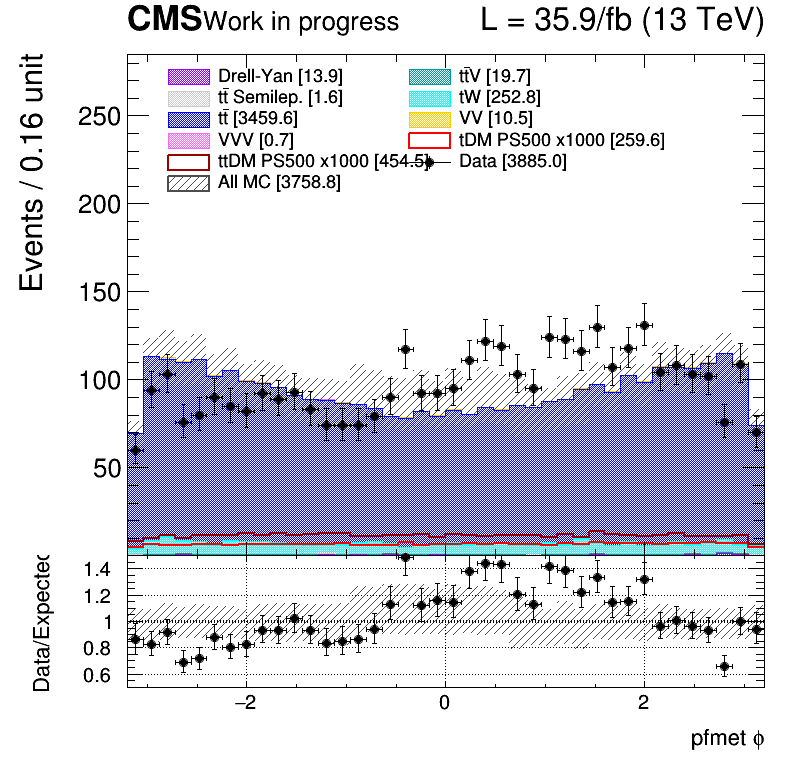 CMS Work in progress L = 35.9/fb (13 TeV)
Events / 0.16 unit
Drell-Yan [13.9] tt̄V [19.7]
tt̄ Semilep. [1.6] tW [252.8]
tt̄ [3459.6] VV [10.5]
VVV [0.7] tDM PS500 x1000 [259.6]
ttDM PS500 x1000 [454.5] Data [3885.0]
All MC [3758.8]
250
200
150
100
50
Data/Expected
1.4
1.2
1
0.8
0.6
−2 0 2
pfmet ϕ